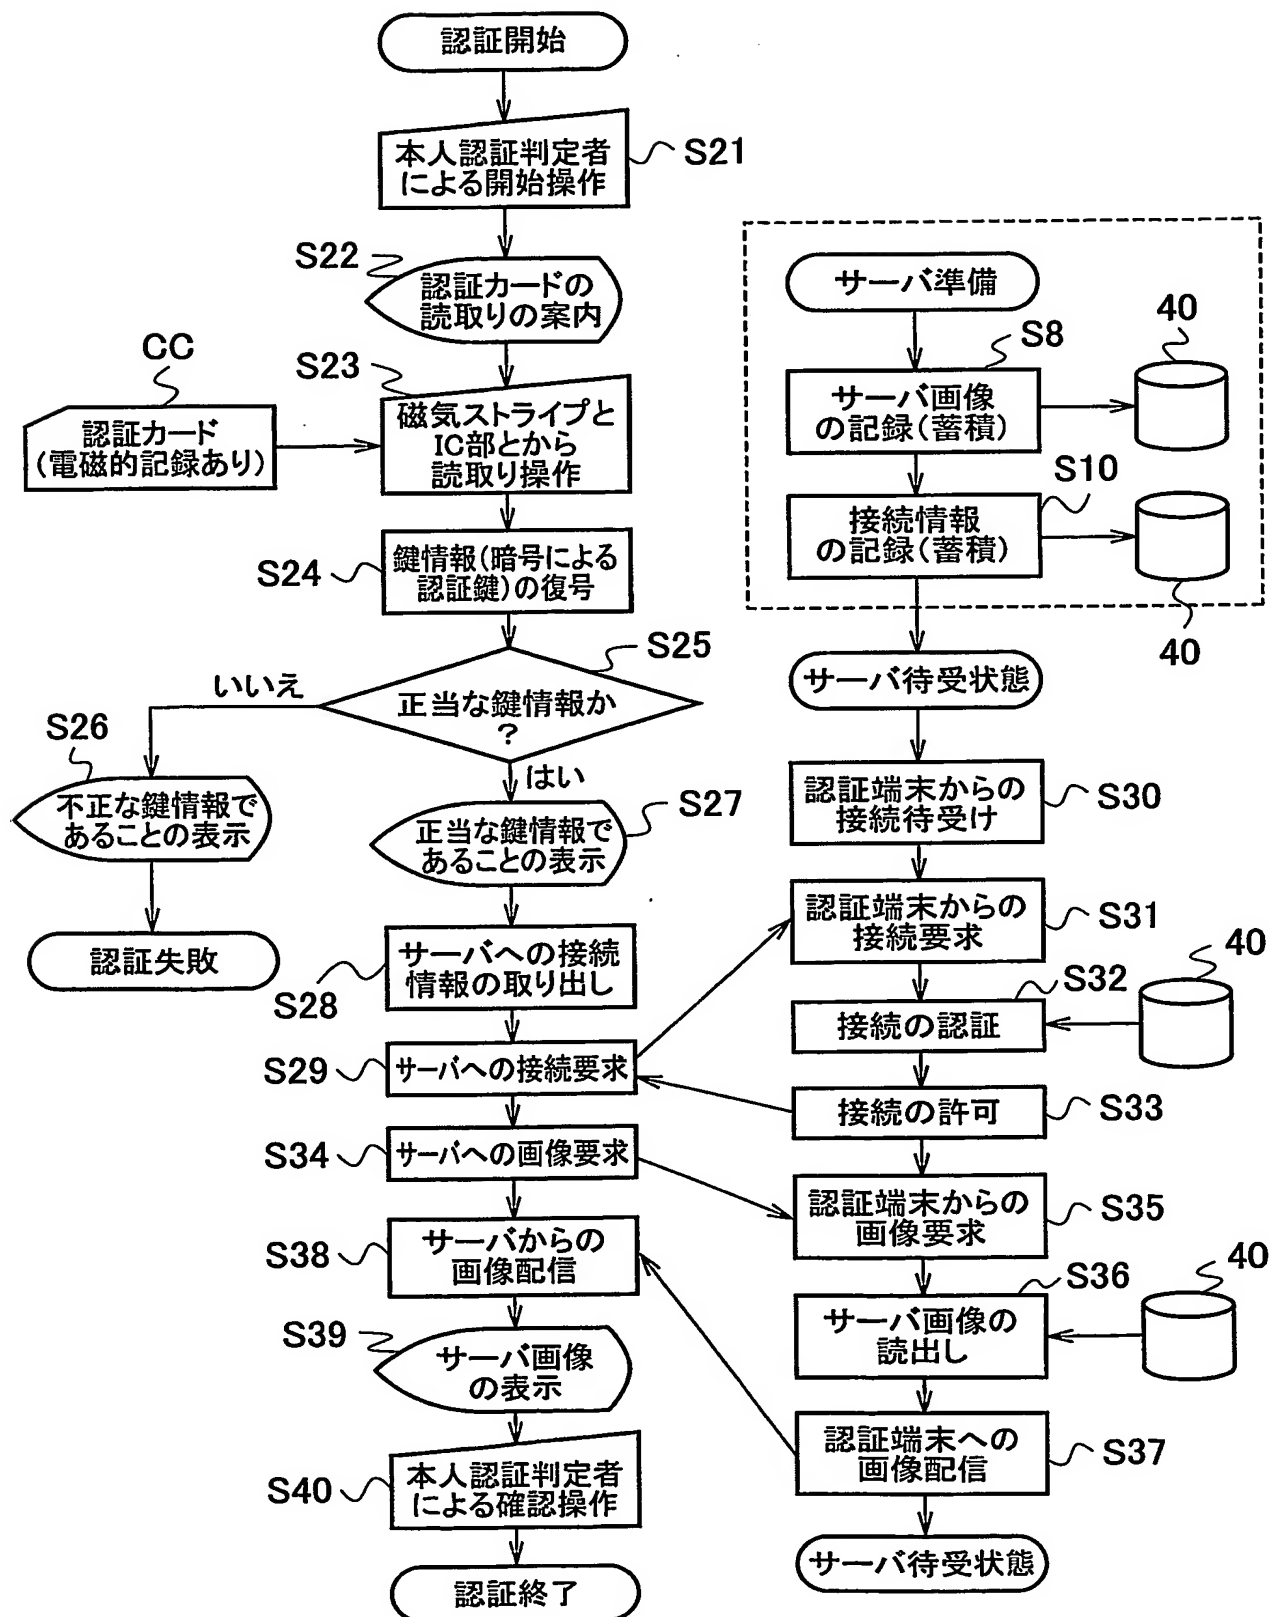 認証開始
本人認証判定者
による開始操作
S21
S22
認証カードの
読取りの案内
CC
認証カード
(電磁的記録あり)
S23
磁気ストライプと
IC部とから
読取り操作
S24
鍵情報(暗号による
認証鍵)の復号
S25
正当な鍵情報か
?
いいえ
はい
S26
不正な鍵情報で
あることの表示
認証失敗
S27
正当な鍵情報で
あることの表示
S28
サーバへの接続
情報の取り出し
S29
サーバへの接続要求
S34
サーバへの画像要求
S38
サーバからの
画像配信
S39
サーバ画像
の表示
S40
本人認証判定者
による確認操作
認証終了
サーバ準備
S8
サーバ画像
の記録(蓄積)
40
S10
接続情報
の記録(蓄積)
40
サーバ待受状態
認証端末からの
接続待受け
S30
認証端末からの
接続要求
S31
S32
接続の認証
40
接続の許可
S33
認証端末からの
画像要求
S35
S36
サーバ画像の
読出し
40
認証端末への
画像配信
S37
サーバ待受状態